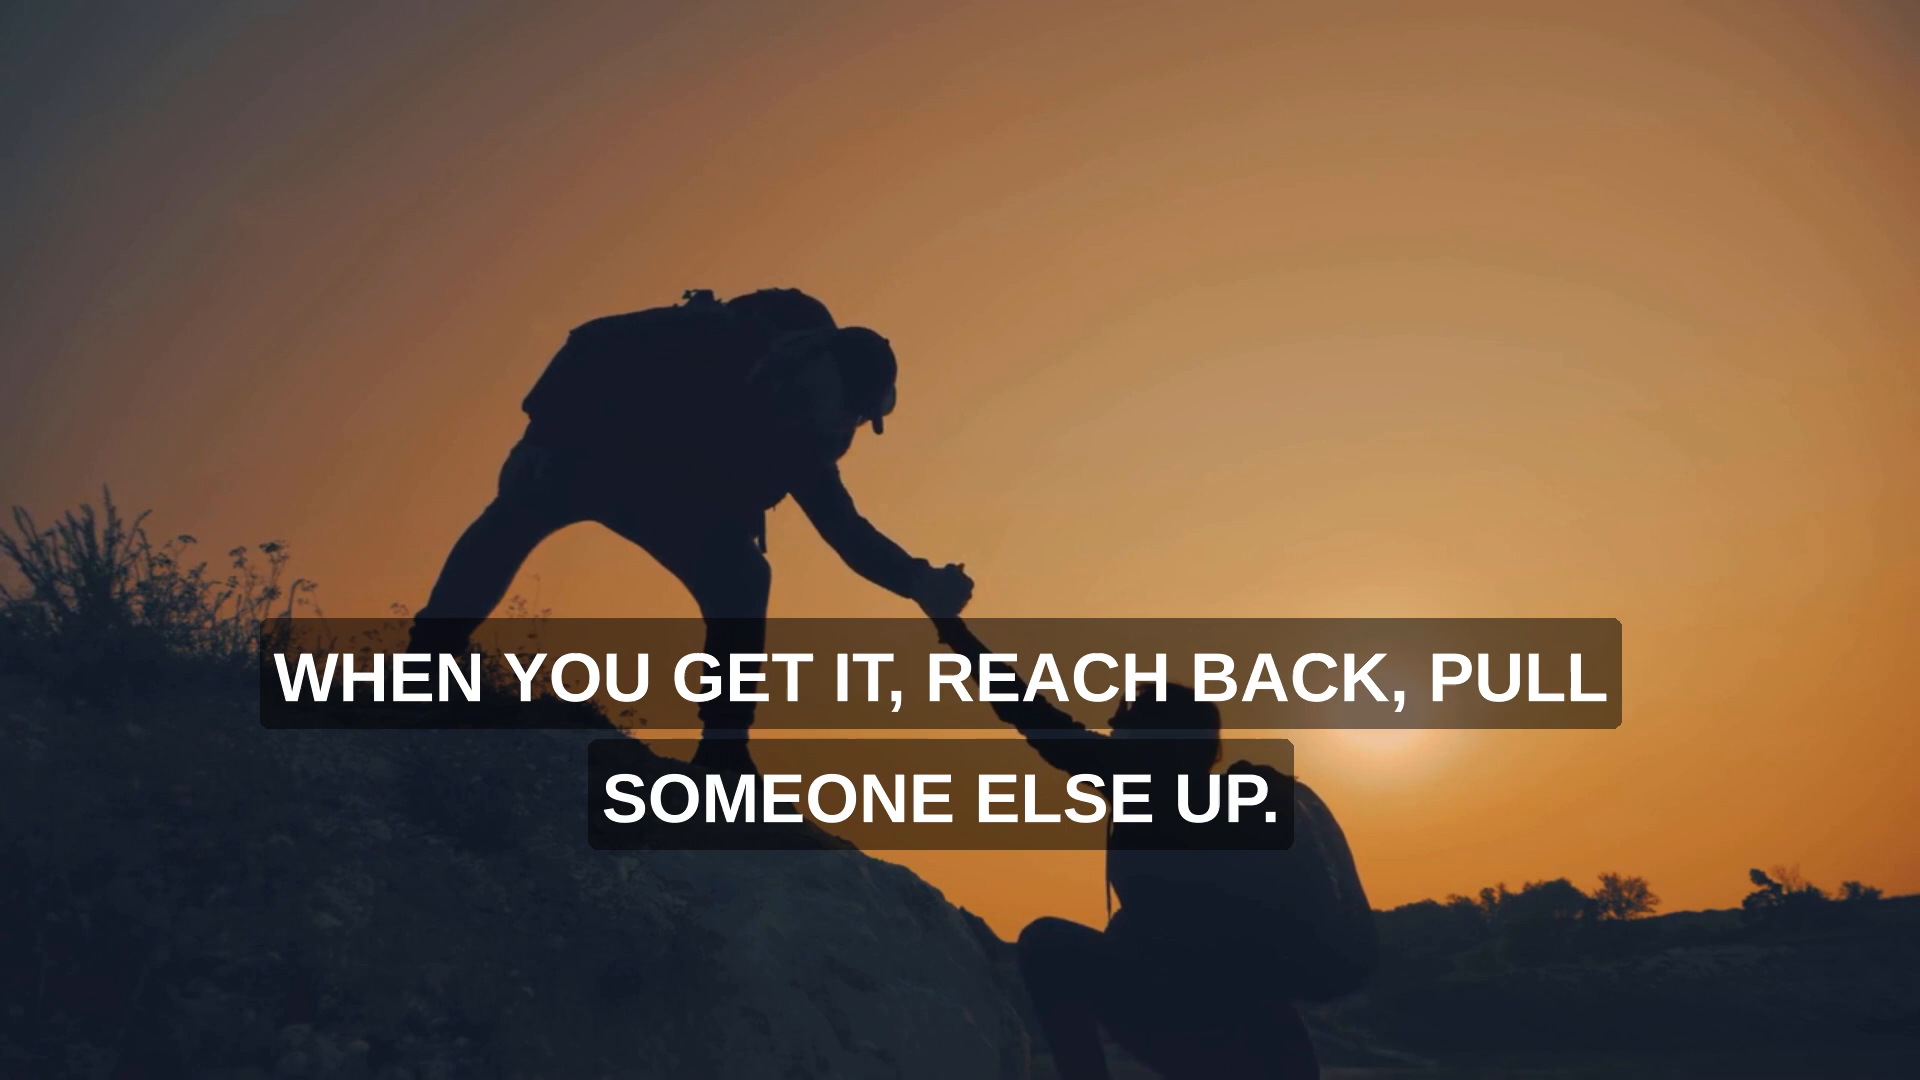 WHEN YOU GET IT, REACH BACK, PULL
SOMEONE ELSE UP.